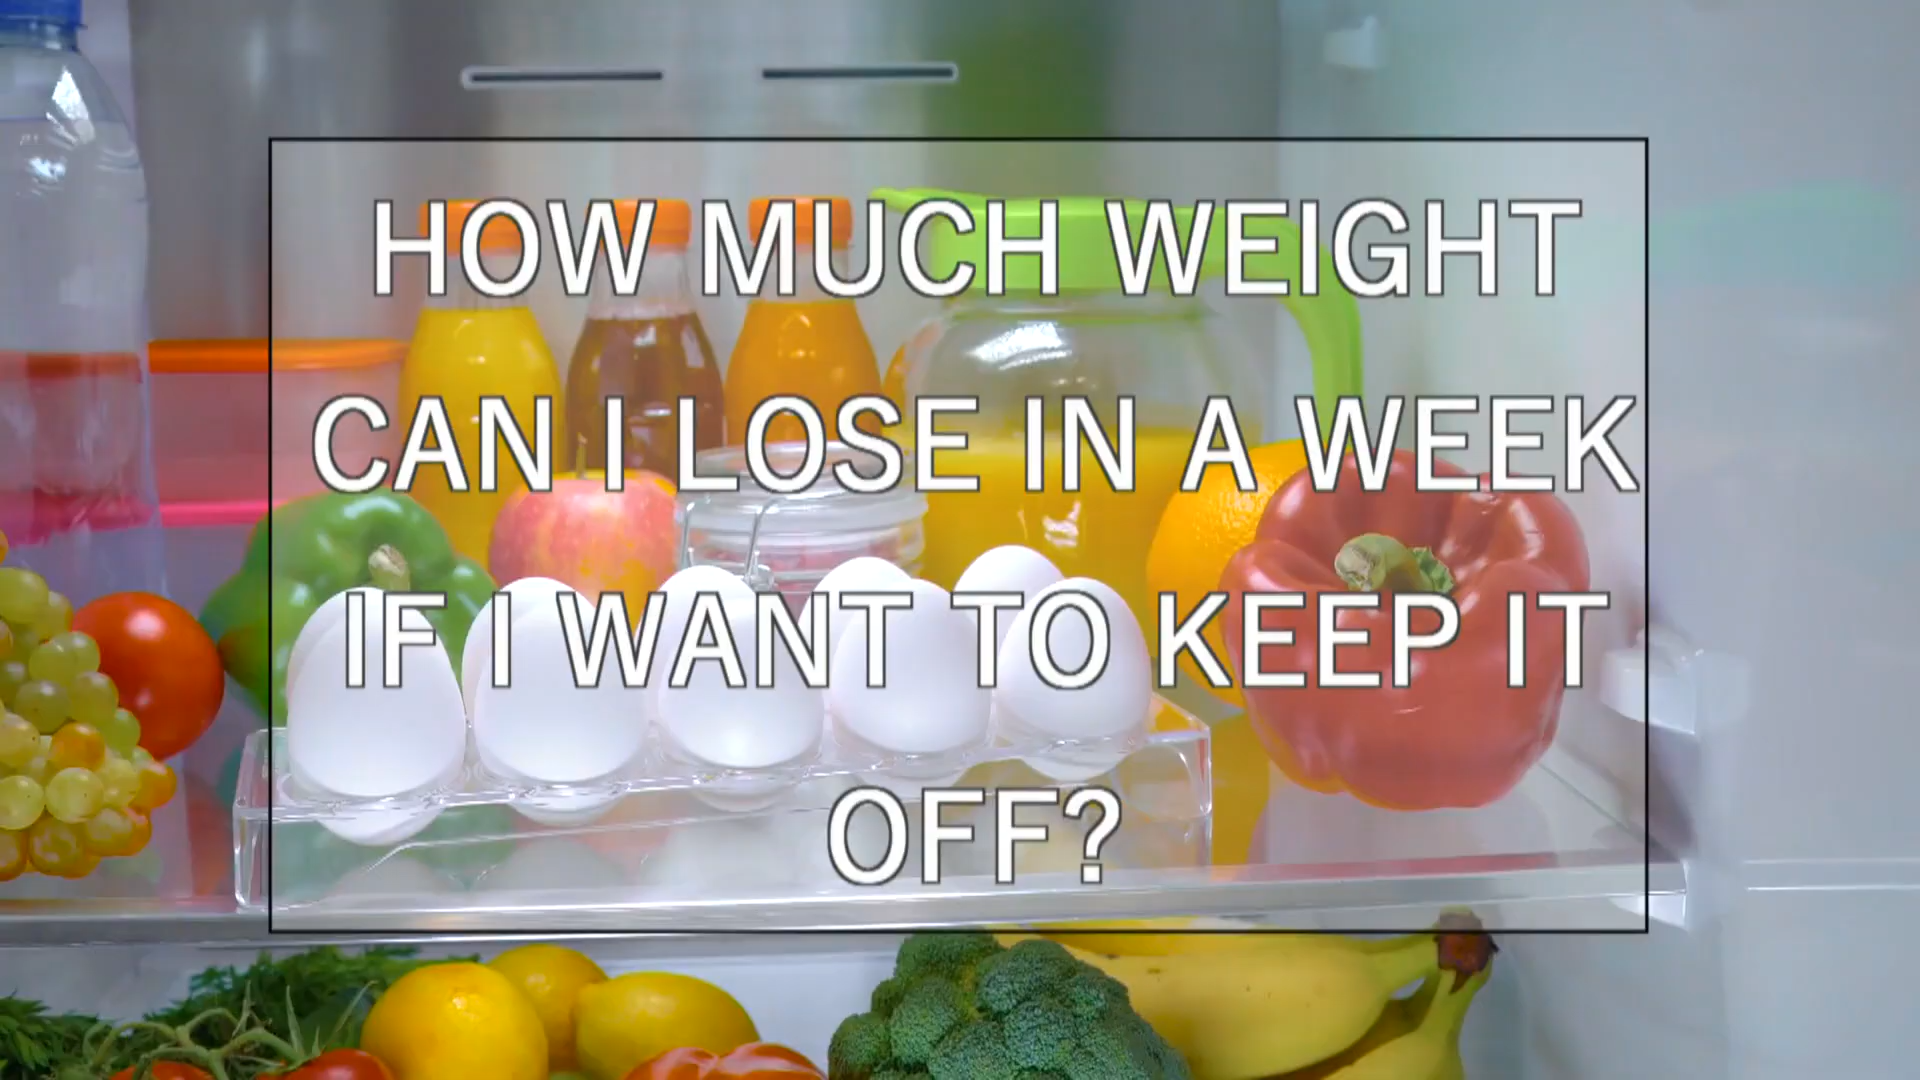 HOW MUCH WEIGHT
CAN I LOSE IN A WEEK
IF I WANT TO KEEP IT
OFF?